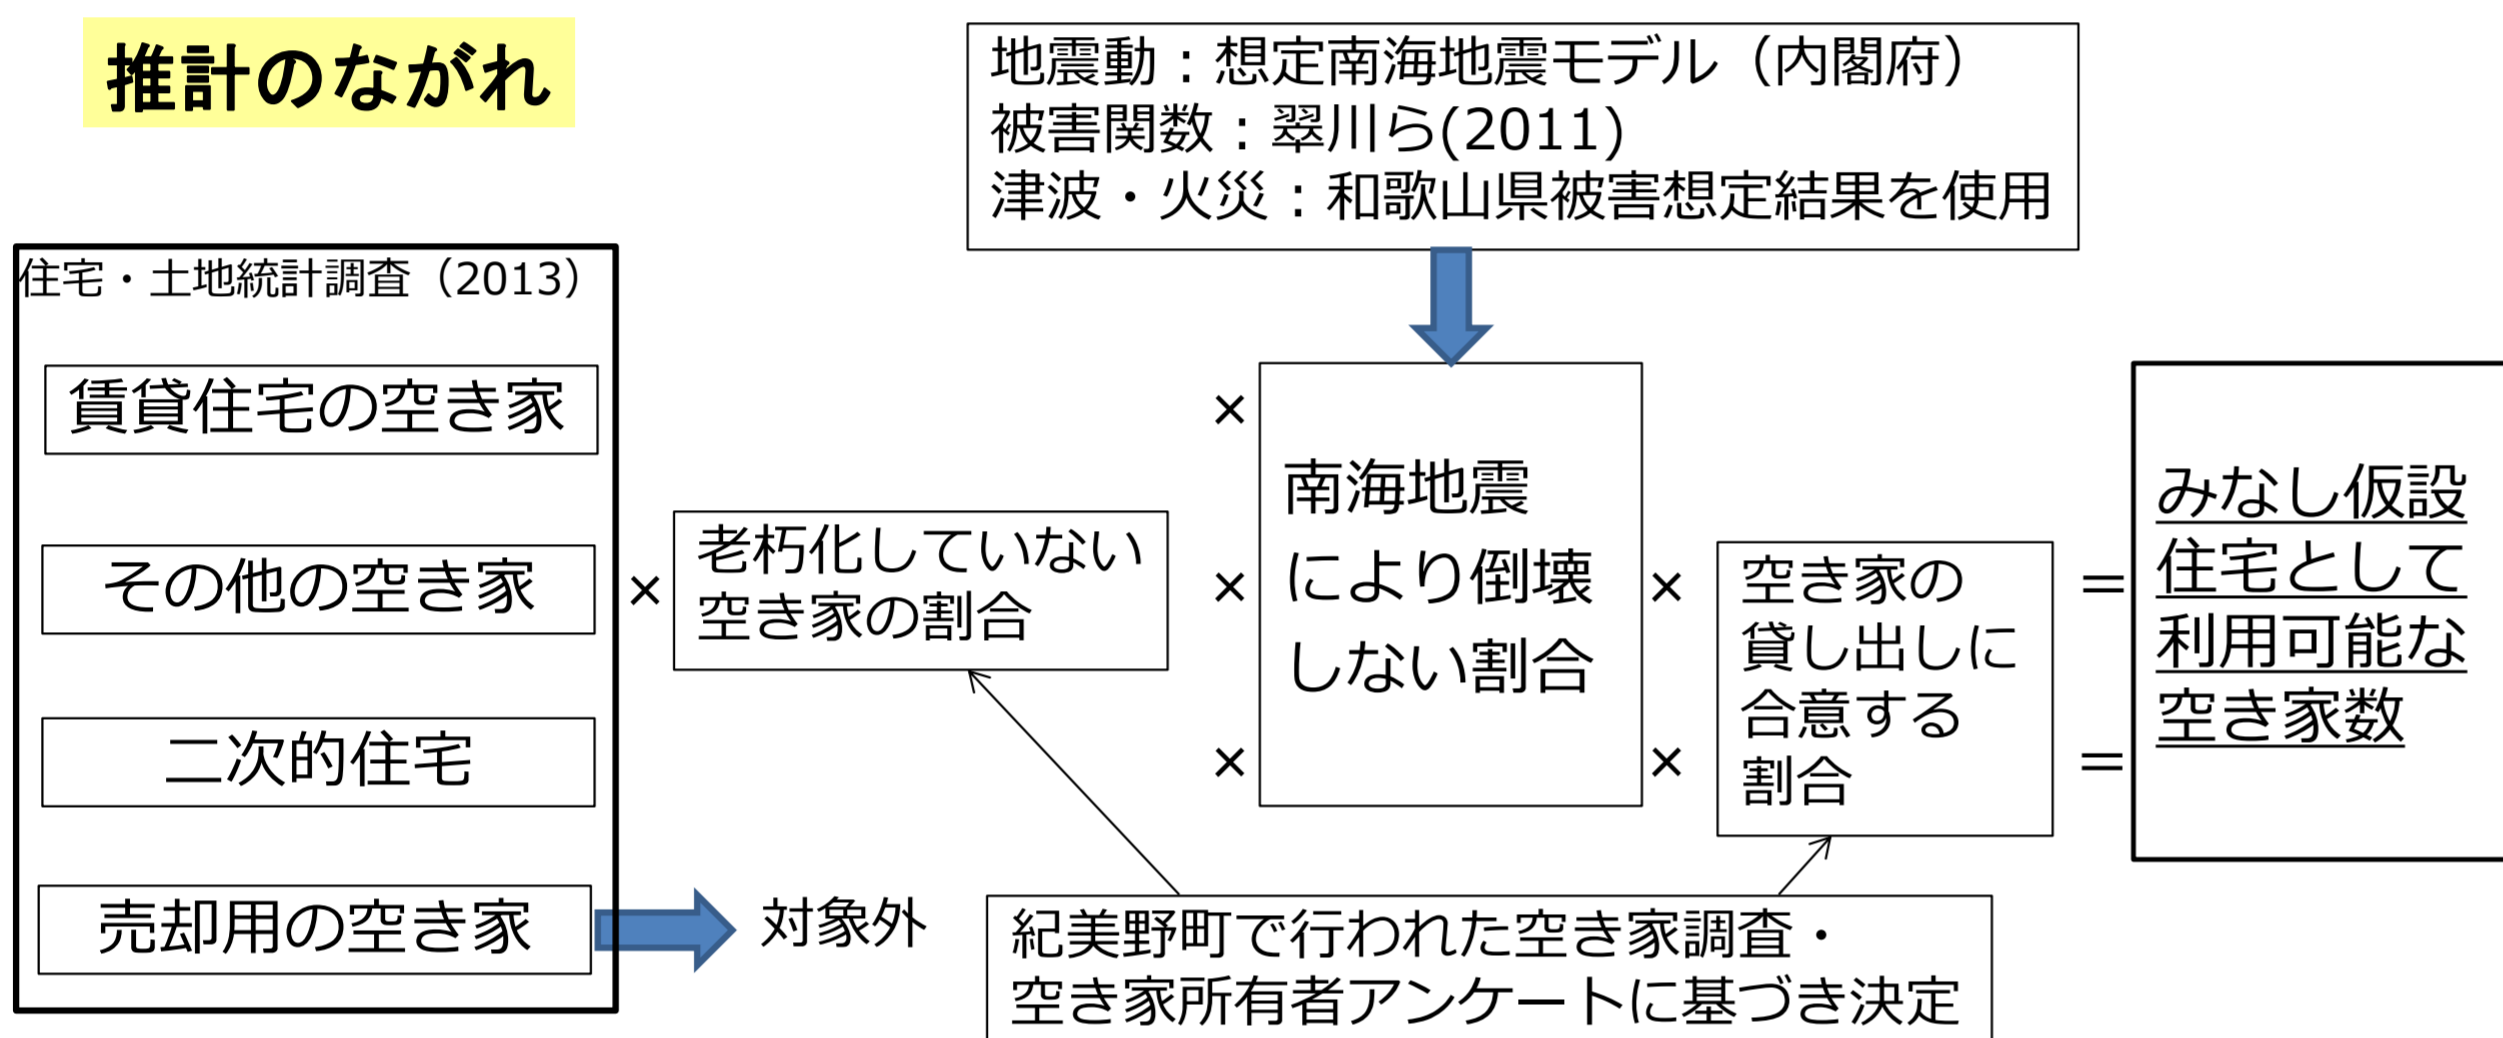 推計のながれ
地震動：想定南海地震モデル（内閣府）
被害関数：翠川ら(2011)
津波・火災：和歌山県被害想定結果を使用
住宅・土地統計調査（2013）
賃貸住宅の空き家
その他の空き家
二次的住宅
売却用の空き家
対象外
×
老朽化していない
空き家の割合
×
×
×
南海地震
により倒壊
しない割合
×
×
空き家の
貸し出しに
合意する
割合
＝
＝
みなし仮設
住宅として
利用可能な
空き家数
紀美野町で行われた空き家調査・
空き家所有者アンケートに基づき決定